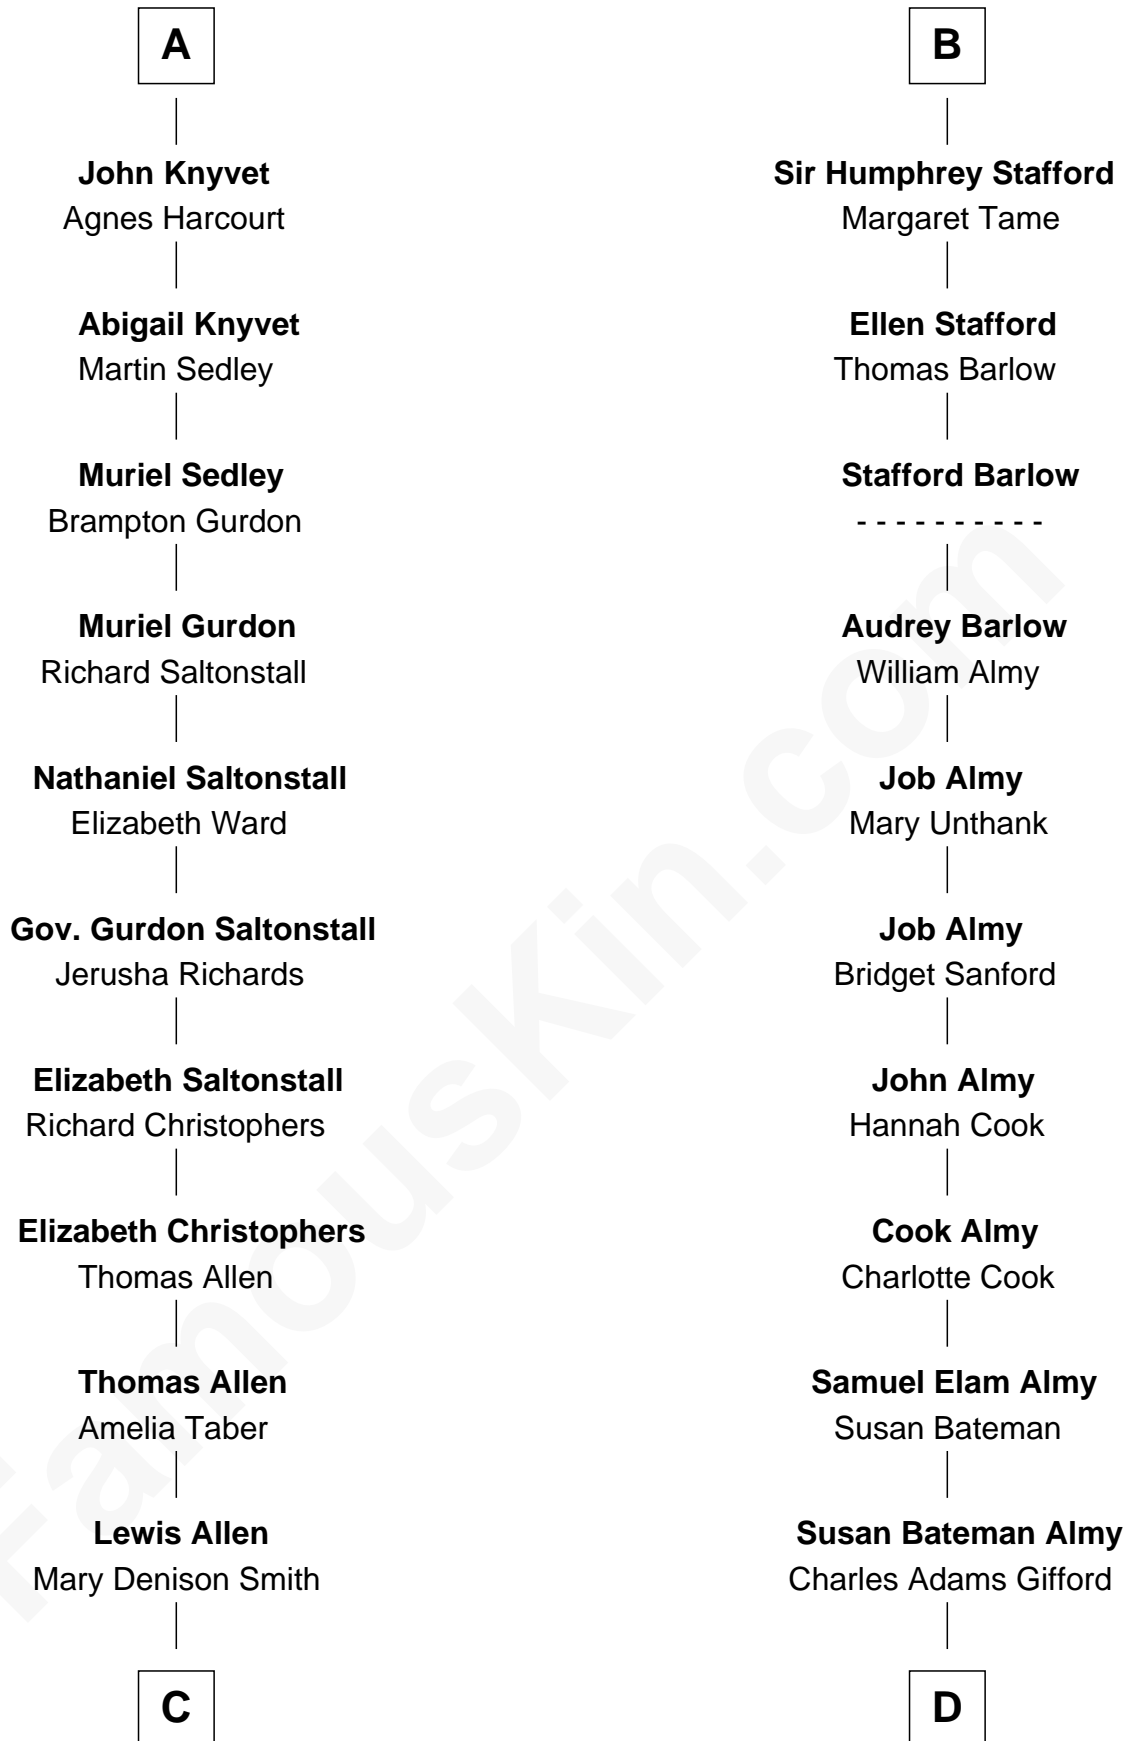 A
John Knyvet
Agnes Harcourt
Abigail Knyvet
Martin Sedley
Muriel Sedley
Brampton Gurdon
Muriel Gurdon
Richard Saltonstall
Nathaniel Saltonstall
Elizabeth Ward
Gov. Gurdon Saltonstall
Jerusha Richards
Elizabeth Saltonstall
Richard Christophers
Elizabeth Christophers
Thomas Allen
Thomas Allen
Amelia Taber
Lewis Allen
Mary Denison Smith
C
B
Sir Humphrey Stafford
Margaret Tame
Ellen Stafford
Thomas Barlow
Stafford Barlow
- - - - - - - - - -
Audrey Barlow
William Almy
Job Almy
Mary Unthank
Job Almy
Bridget Sanford
John Almy
Hannah Cook
Cook Almy
Charlotte Cook
Samuel Elam Almy
Susan Bateman
Susan Bateman Almy
Charles Adams Gifford
D
FamousKin.com